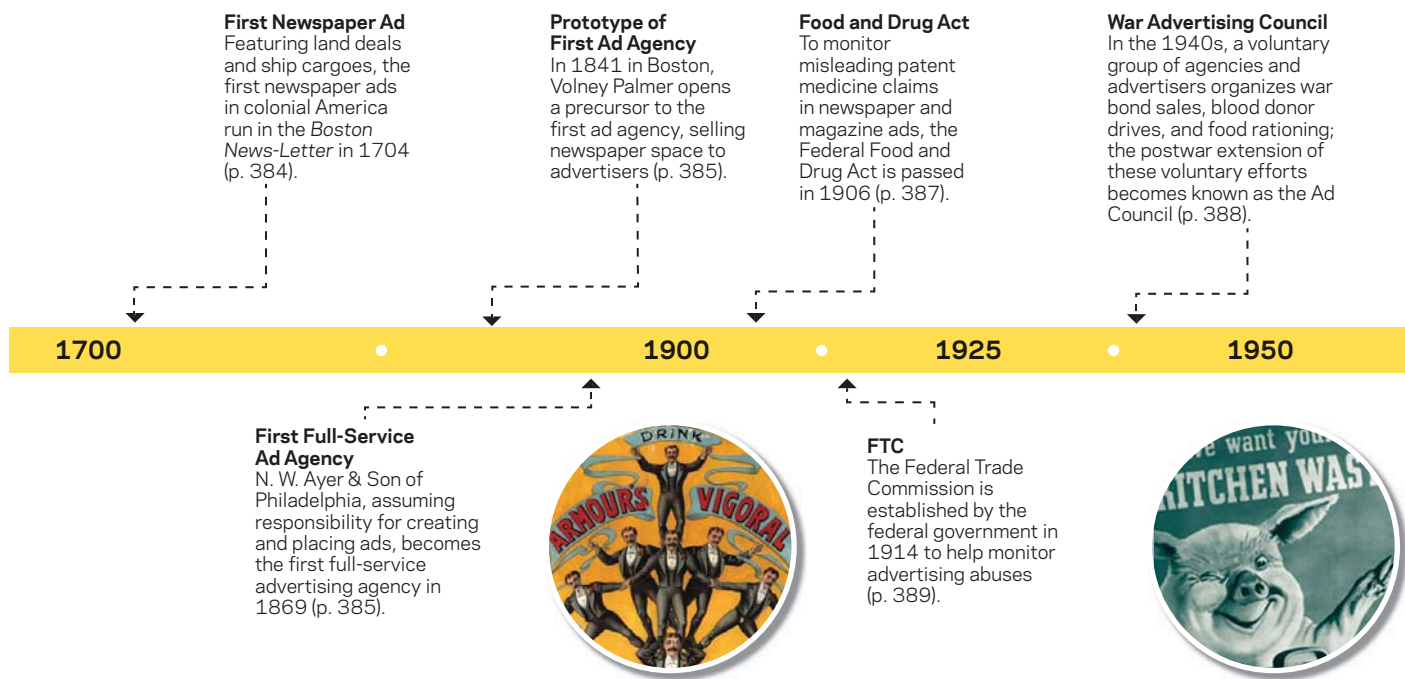 First Newspaper Ad
Featuring land deals
and ship cargoes, the
first newspaper ads
in colonial America
run in the Boston
News-Letter in 1704
(p. 384).
Prototype of
First Ad Agency
In 1841 in Boston,
Volney Palmer opens
a precursor to the
first ad agency, selling
newspaper space to
advertisers (p. 385).
Food and Drug Act
To monitor
misleading patent
medicine claims
in newspaper and
magazine ads, the
Federal Food and
Drug Act is passed
in 1906 (p. 387).
War Advertising Council
In the 1940s, a voluntary
group of agencies and
advertisers organizes war
bond sales, blood donor
drives, and food rationing;
the postwar extension of
these voluntary efforts
becomes known as the Ad
Council (p. 388).
1700
1900
1925
1950
First Full-Service
Ad Agency
N. W. Ayer & Son of
Philadelphia, assuming
responsibility for creating
and placing ads, becomes
the first full-service
advertising agency in
1869 (p. 385).
DRINK
ARMOUR'S VIGORAL
FTC
The Federal Trade
Commission is
established by the
federal government in
1914 to help monitor
advertising abuses
(p. 389).
want
KITCHEN